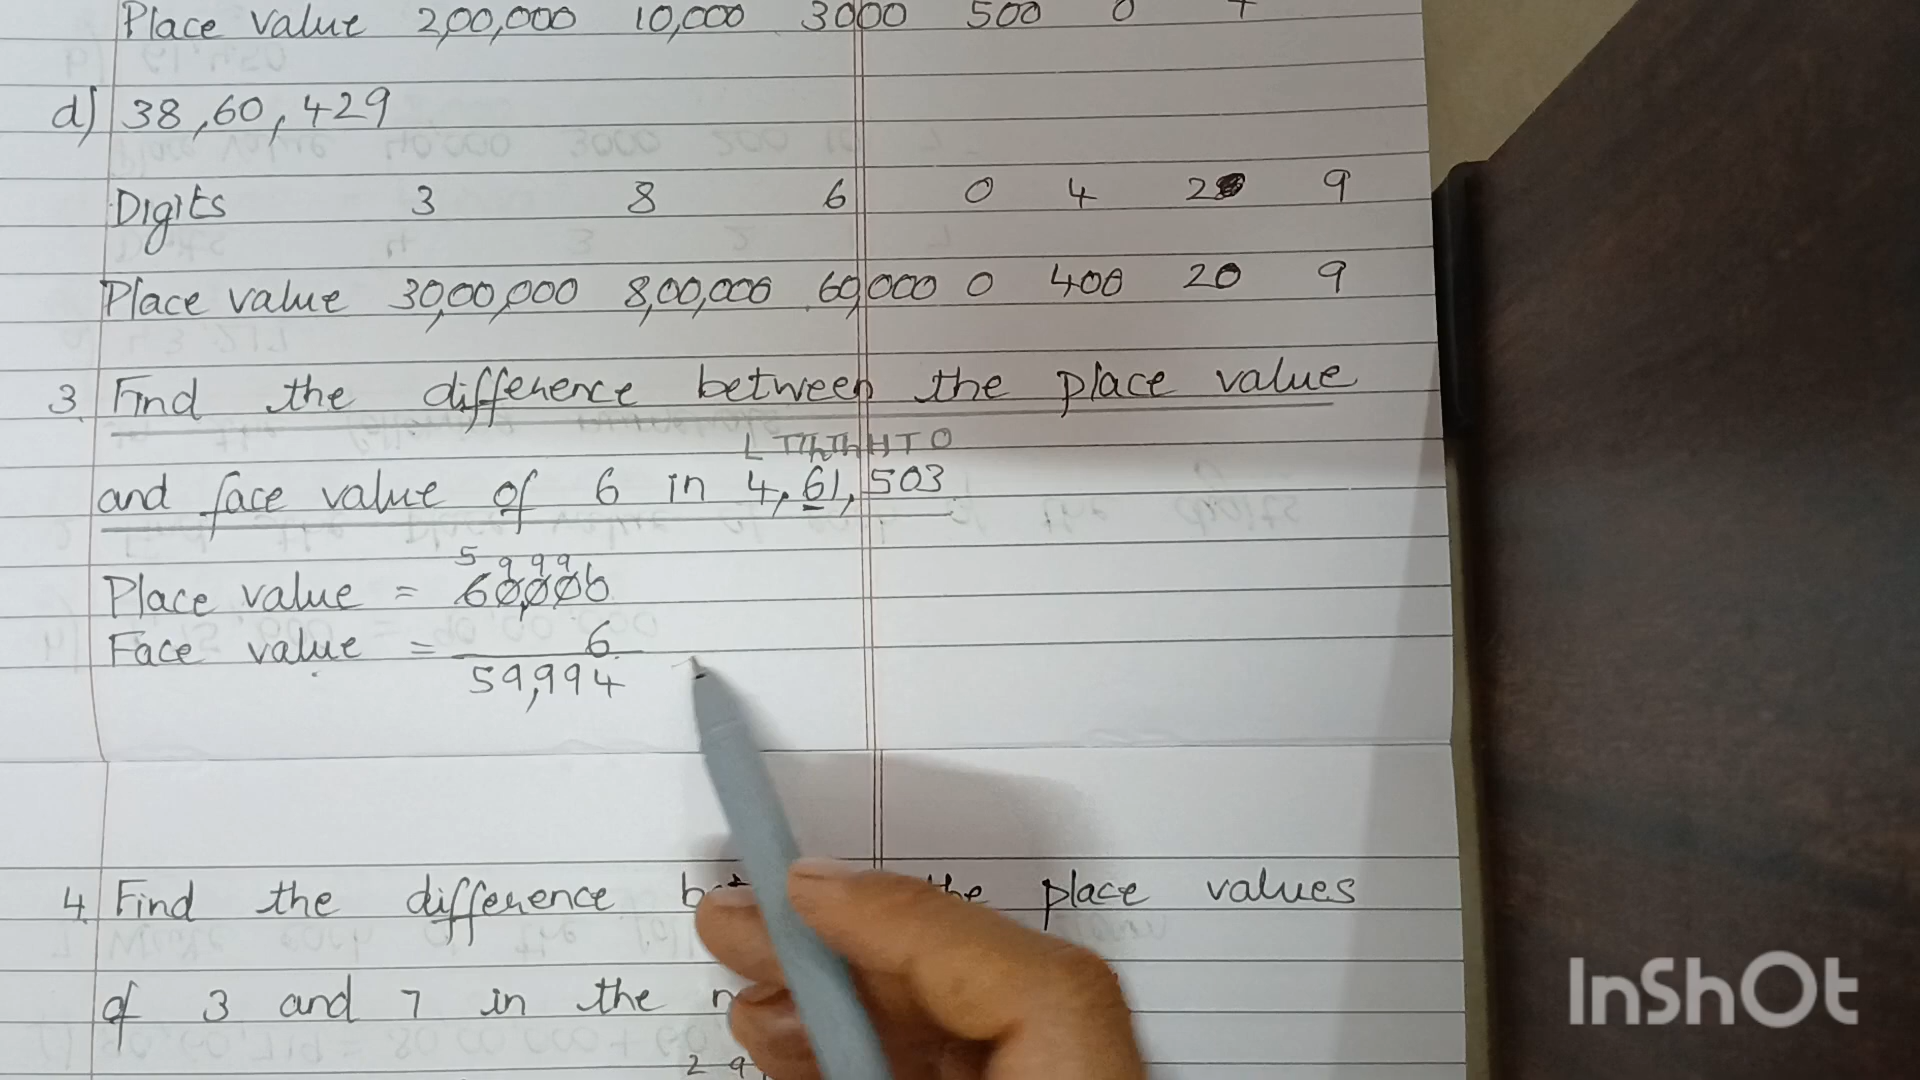 Place value 2,00,000 10,000 3000 500 0
d) 38,60,429
Digits 3 8 6 0 4 2 9
Place value 30,00,000 8,00,000 60,000 0 400 20 9
3. Find the difference between the place value
L TTh Th H T O
and face value of 6 in 4,61,503.
5 9 9 9
Place value = 60,000
Face value = 6
59,994
4. Find the difference the place values
of 3 and 7 in the
2 9
InShOt